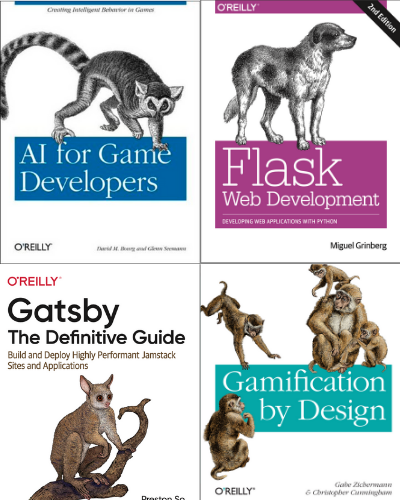 Creating Intelligent Behavior in Games
AI for Game
Developers
O'REILLY®
David M. Bourg and Glenn Seemann
O'REILLY®
2nd Edition
Flask
Web Development
DEVELOPING WEB APPLICATIONS WITH PYTHON
Miguel Grinberg
O'REILLY®
Gatsby
The Definitive Guide
Build and Deploy Highly Performant Jamstack
Sites and Applications
Preston So
Gamification
by Design
O'REILLY®
Gabe Zichermann
& Christopher Cunningham